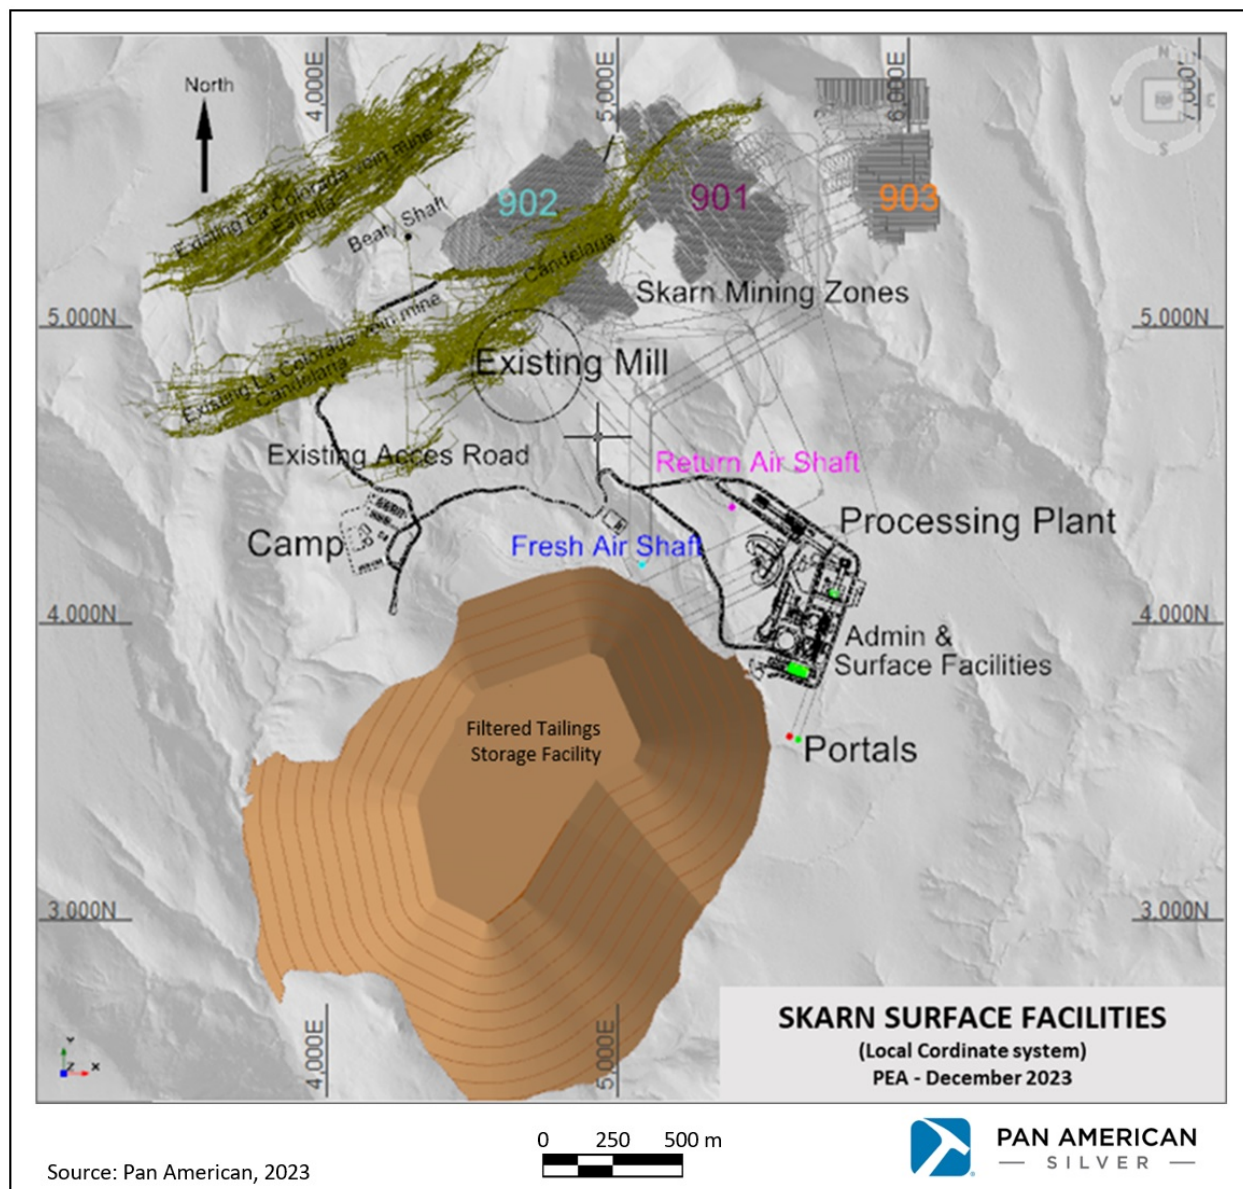 North
4,000E
5,000E
6,000E
7,000E
N
W
E
S
Existing La Colorada vein mine
Estrella
Beaty Shaft
902
901
903
Candelaria
Skarn Mining Zones
5,000N
5,000N
Existing La Colorada vein mine
Candelaria
Existing Mill
Existing Acces Road
Return Air Shaft
Camp
Fresh Air Shaft
Processing Plant
4,000N
4,000N
Admin &
Surface Facilities
Filtered Tailings
Storage Facility
Portals
3,000N
3,000N
4,000E
5,000E
Y
Z
X
SKARN SURFACE FACILITIES
(Local Cordinate system)
PEA - December 2023
0 250 500 m
Source: Pan American, 2023
PAN AMERICAN
— SILVER —